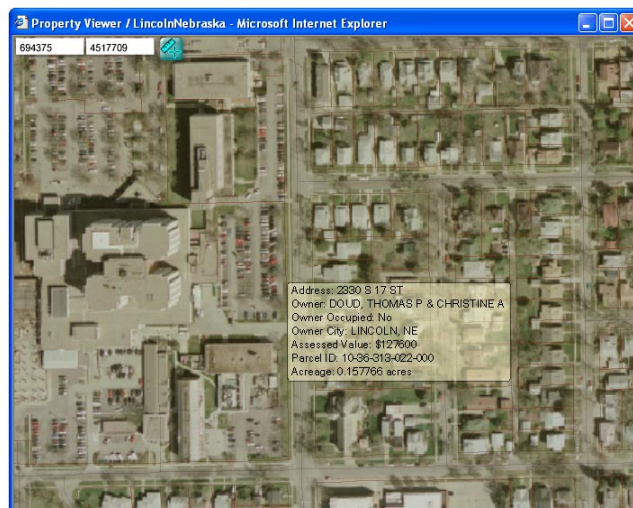 Property Viewer / LincolnNebraska - Microsoft Internet Explorer
694375 4517709
Address: 2330 S 17 ST
Owner: DOUD, THOMAS P & CHRISTINE A
Owner Occupied: No
Owner City: LINCOLN, NE
Assessed Value: $127600
Parcel ID: 10-36-313-022-000
Acreage: 0.157766 acres